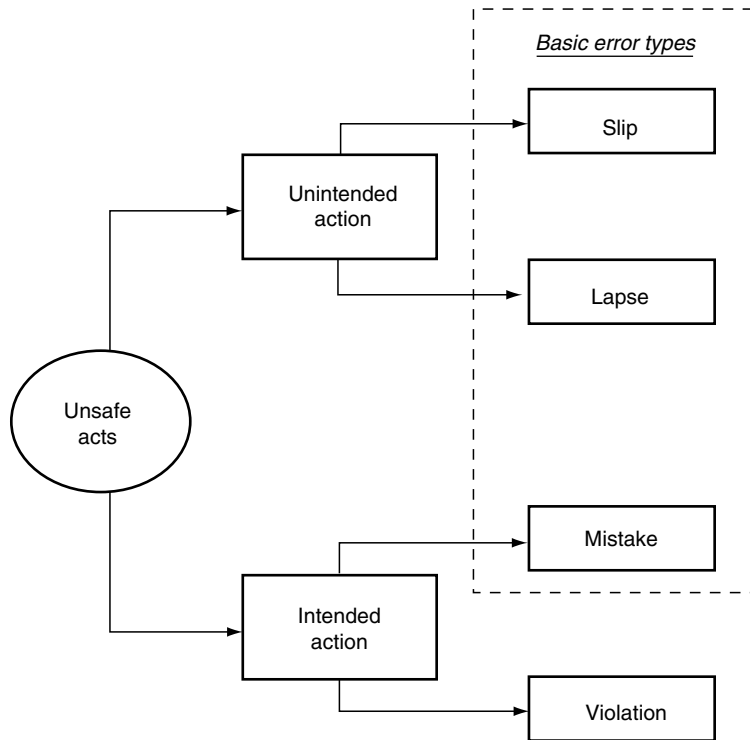 Basic error types
Slip
Unintended
action
Lapse
Unsafe
acts
Mistake
Intended
action
Violation